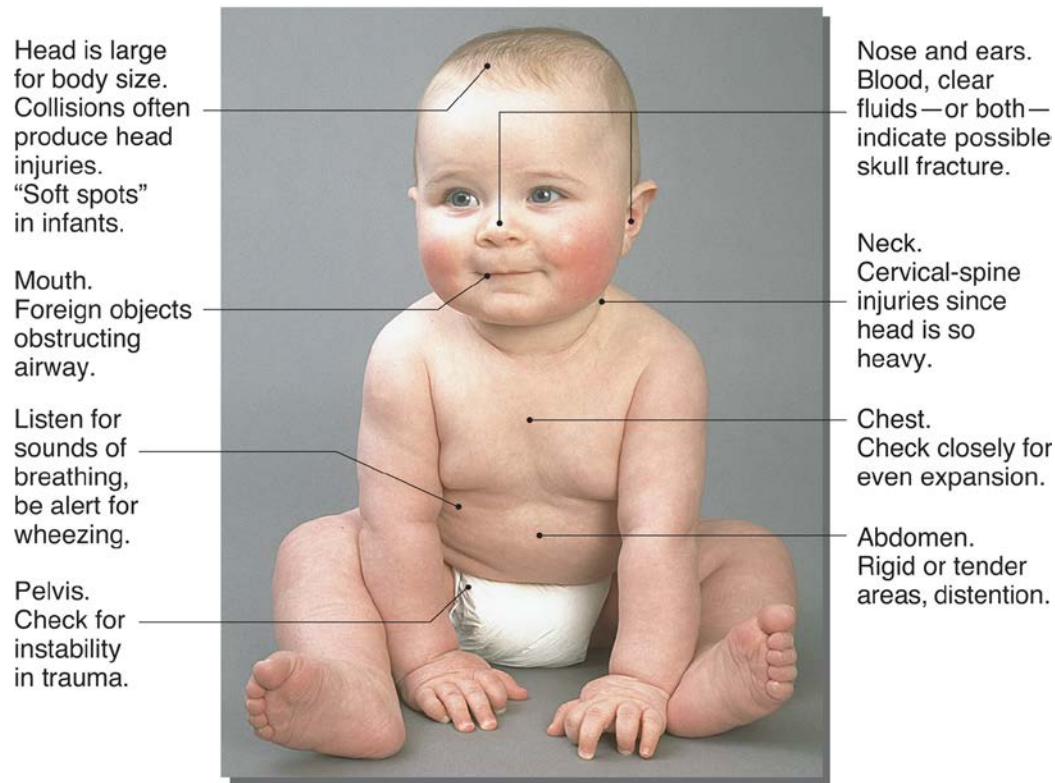 Head is large
for body size.
Collisions often
produce head
injuries.
“Soft spots”
in infants.
Mouth.
Foreign objects
obstructing
airway.
Listen for
sounds of
breathing,
be alert for
wheezing.
Pelvis.
Check for
instability
in trauma.
Nose and ears.
Blood, clear
fluids—or both—
indicate possible
skull fracture.
Neck.
Cervical-spine
injuries since
head is so
heavy.
Chest.
Check closely for
even expansion.
Abdomen.
Rigid or tender
areas, distention.